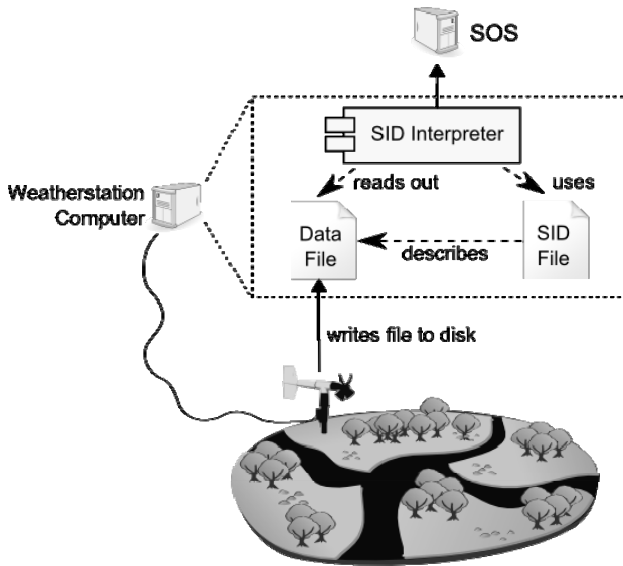 SOS
SID Interpreter
reads out
uses
Weatherstation
Computer
Data
File
describes
SID
File
writes file to disk